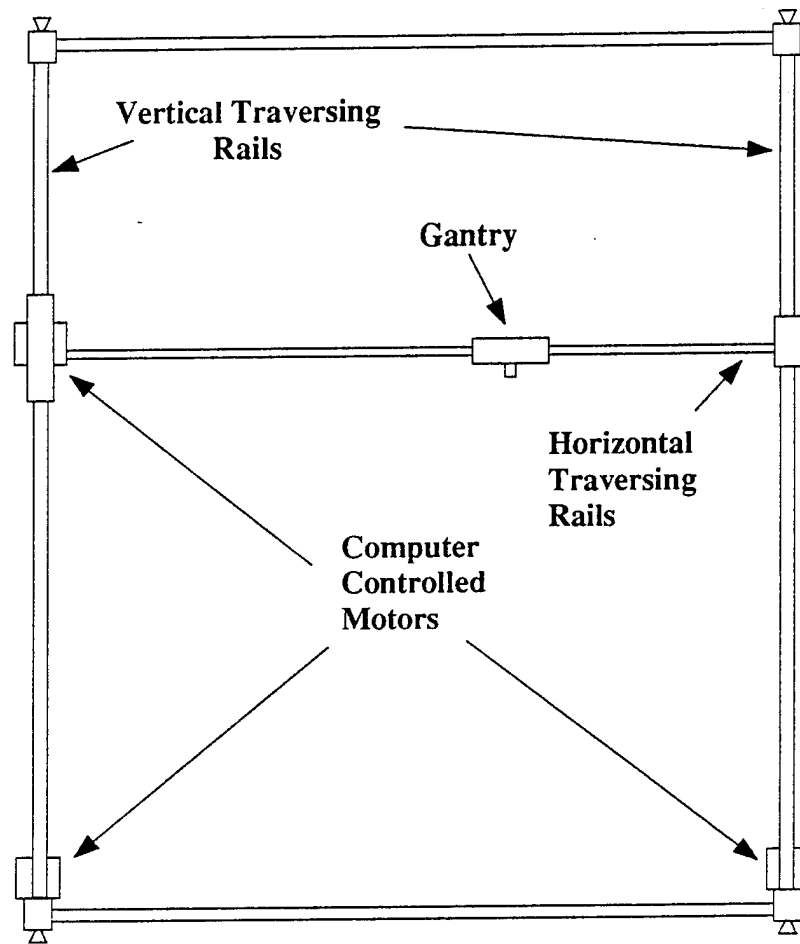 Vertical Traversing
Rails
Gantry
Horizontal
Traversing
Rails
Computer
Controlled
Motors